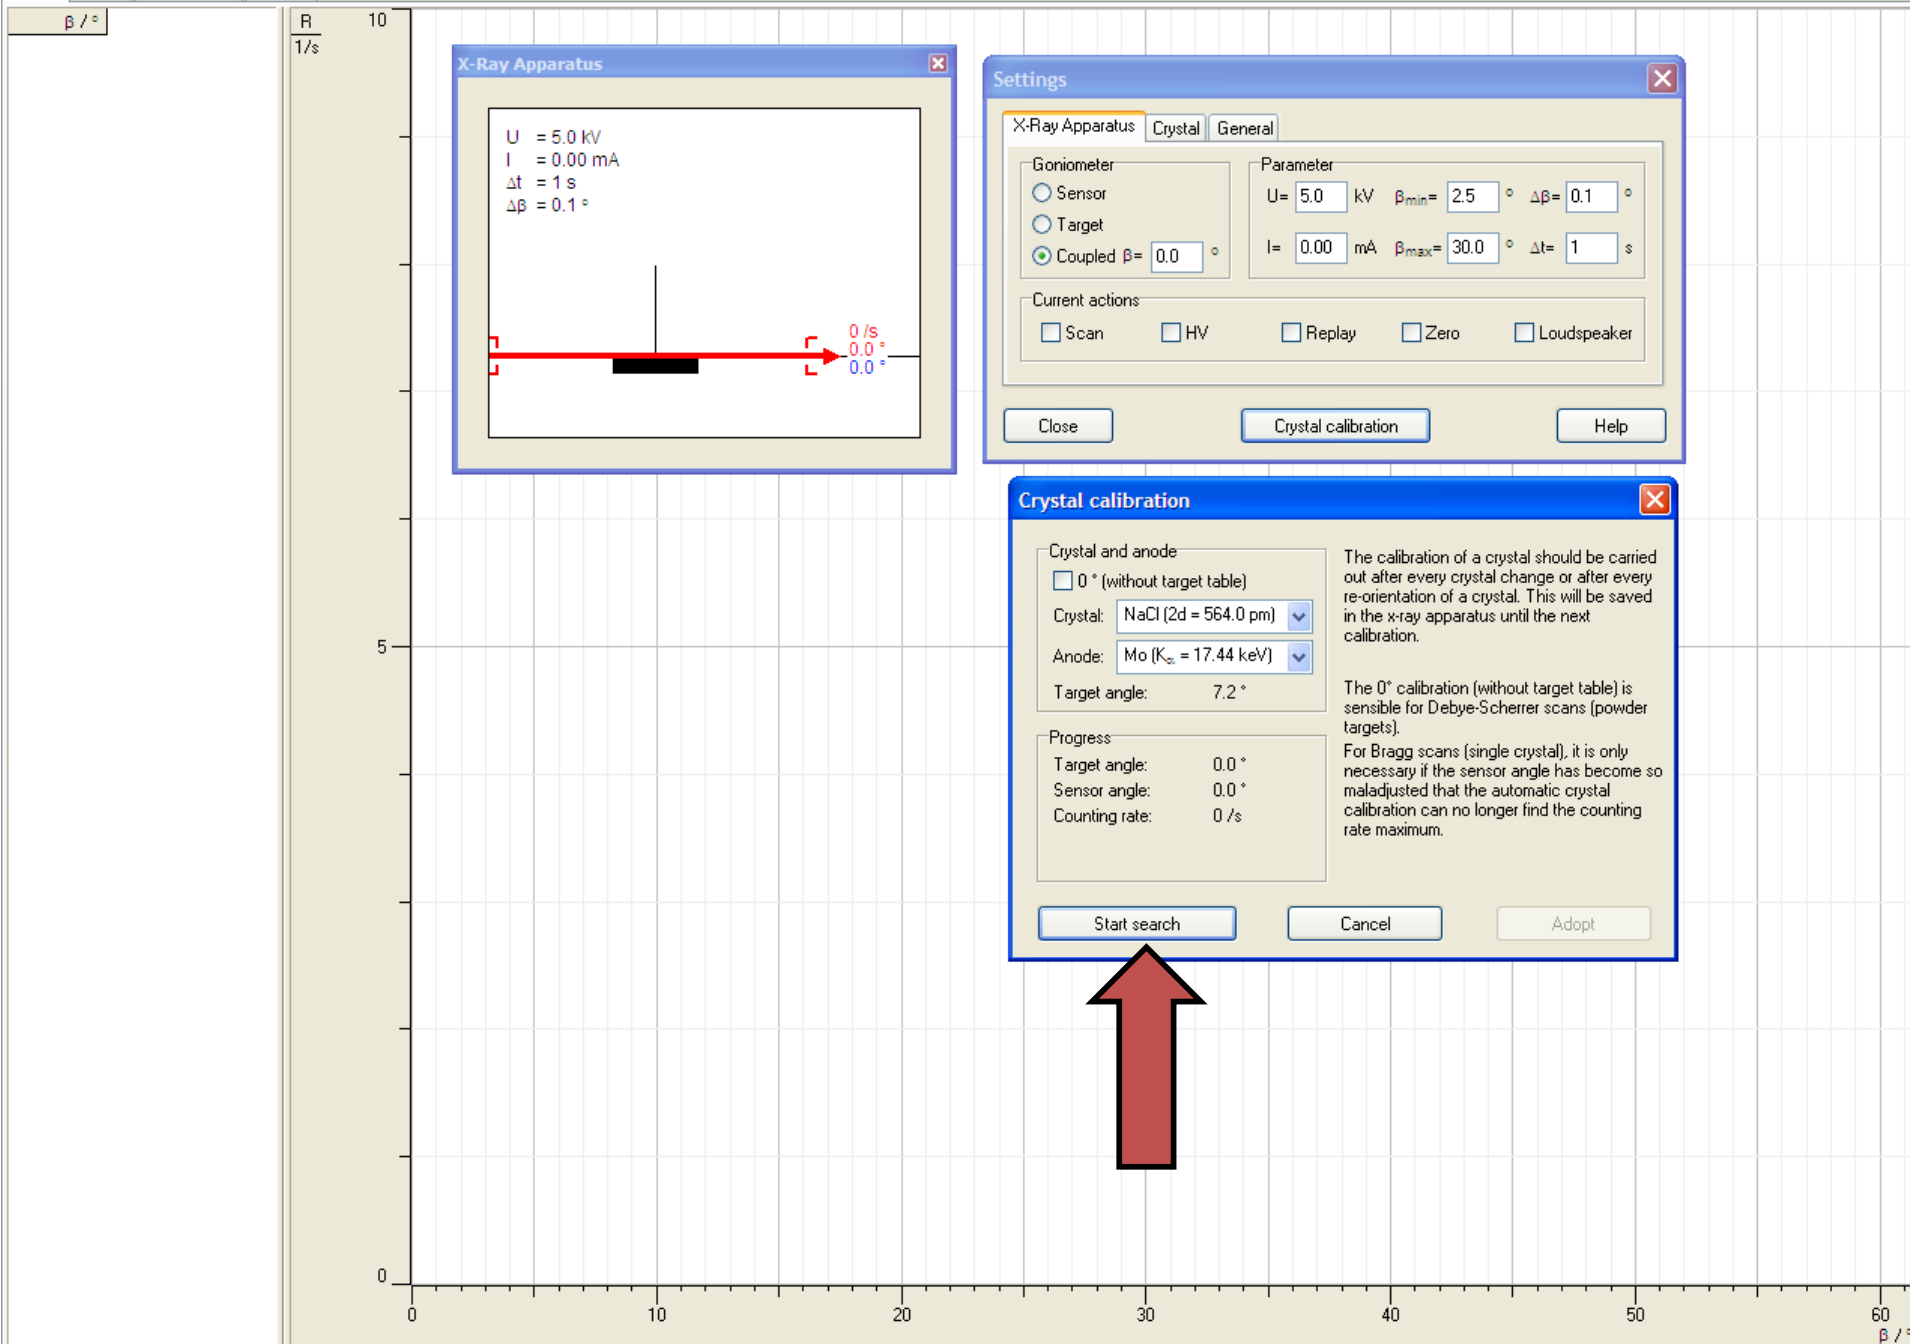 β / °
R
1/s
10
5
0
0 10 20 30 40 50 60
β / °
X-Ray Apparatus
U = 5.0 kV
I = 0.00 mA
Δt = 1 s
Δβ = 0.1 °
0 /s
0.0 °
0.0 °
Settings
X-Ray Apparatus Crystal General
Goniometer
Sensor
Target
Coupled β= 0.0 °
Parameter
U= 5.0 kV βmin= 2.5 ° Δβ= 0.1 °
I= 0.00 mA βmax= 30.0 ° Δt= 1 s
Current actions
Scan HV Replay Zero Loudspeaker
Close Crystal calibration Help
Crystal calibration
Crystal and anode
0 ° (without target table)
Crystal: NaCl (2d = 564.0 pm)
Anode: Mo (Kα = 17.44 keV)
Target angle: 7.2 °
Progress
Target angle: 0.0 °
Sensor angle: 0.0 °
Counting rate: 0 /s
The calibration of a crystal should be carried
out after every crystal change or after every
re-orientation of a crystal. This will be saved
in the x-ray apparatus until the next
calibration.
The 0° calibration (without target table) is
sensible for Debye-Scherrer scans (powder
targets).
For Bragg scans (single crystal), it is only
necessary if the sensor angle has become so
maladjusted that the automatic crystal
calibration can no longer find the counting
rate maximum.
Start search Cancel Adopt